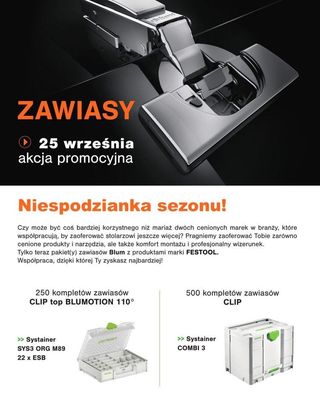 ZAWIASY
25 września
akcja promocyjna
Niespodzianka sezonu!
Czy może być coś bardziej korzystnego niż mariaż dwóch cenionych marek w branży, które
współpracują, by zaoferować stolarzowi jeszcze więcej? Pragniemy zaoferować Tobie zarówno
cenione produkty i narzędzia, ale także komfort montażu i profesjonalny wizerunek.
Tylko teraz pakiet(y) zawiasów Blum z produktami marki FESTOOL.
Współpraca, dzięki której Ty zyskasz najbardziej!
250 kompletów zawiasów
CLIP top BLUMOTION 110°
500 kompletów zawiasów
CLIP
>> Systainer
SYS3 ORG M89
22 x ESB
>> Systainer
COMBI 3